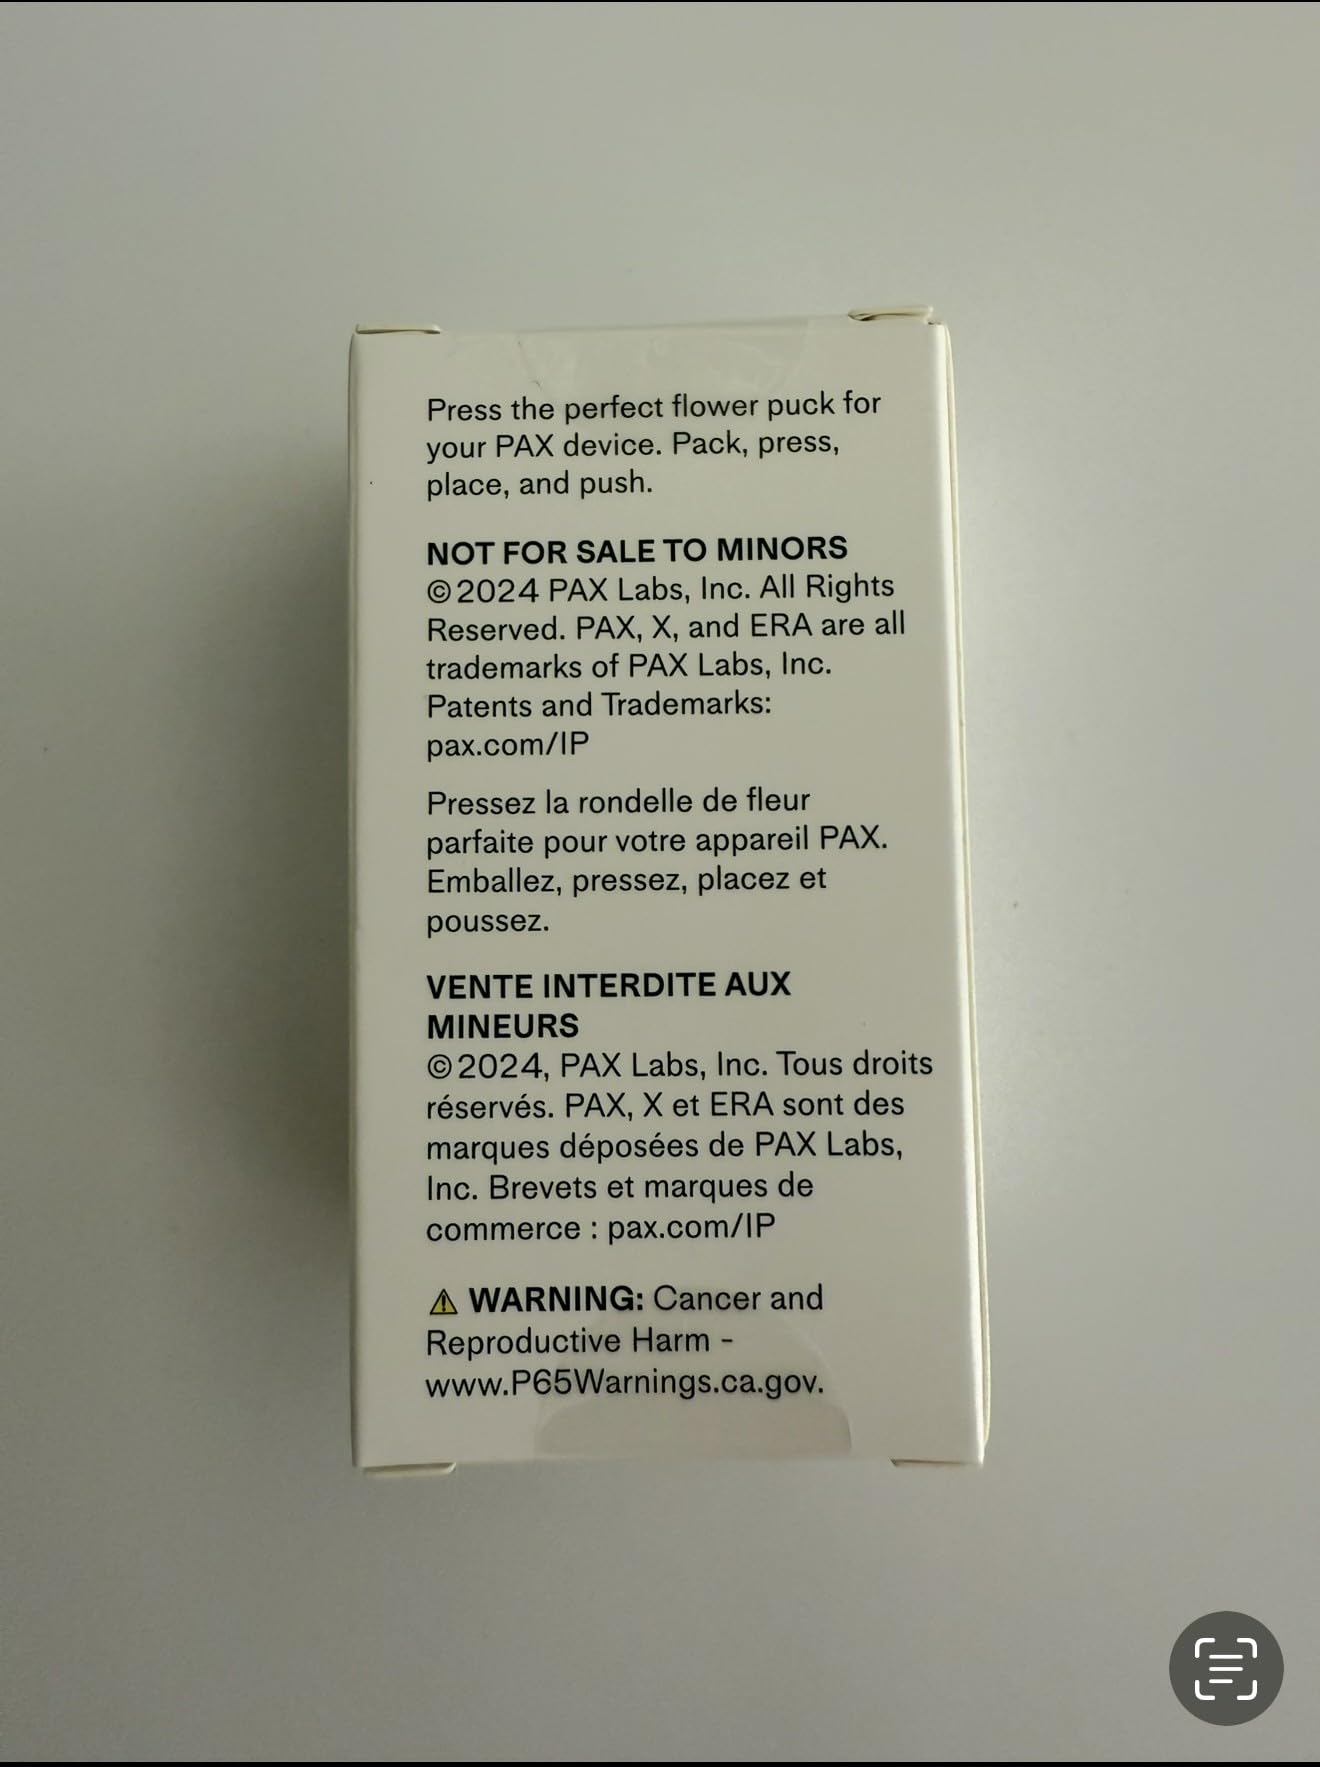 Press the perfect flower puck for
your PAX device. Pack, press,
place, and push.
NOT FOR SALE TO MINORS
©2024 PAX Labs, Inc. All Rights
Reserved. PAX, X, and ERA are all
trademarks of PAX Labs, Inc.
Patents and Trademarks:
pax.com/IP
Pressez la rondelle de fleur
parfaite pour votre appareil PAX.
Emballez, pressez, placez et
poussez.
VENTE INTERDITE AUX
MINEURS
©2024, PAX Labs, Inc. Tous droits
réservés. PAX, X et ERA sont des
marques déposées de PAX Labs,
Inc. Brevets et marques de
commerce : pax.com/IP
⚠ WARNING: Cancer and
Reproductive Harm -
www.P65Warnings.ca.gov.